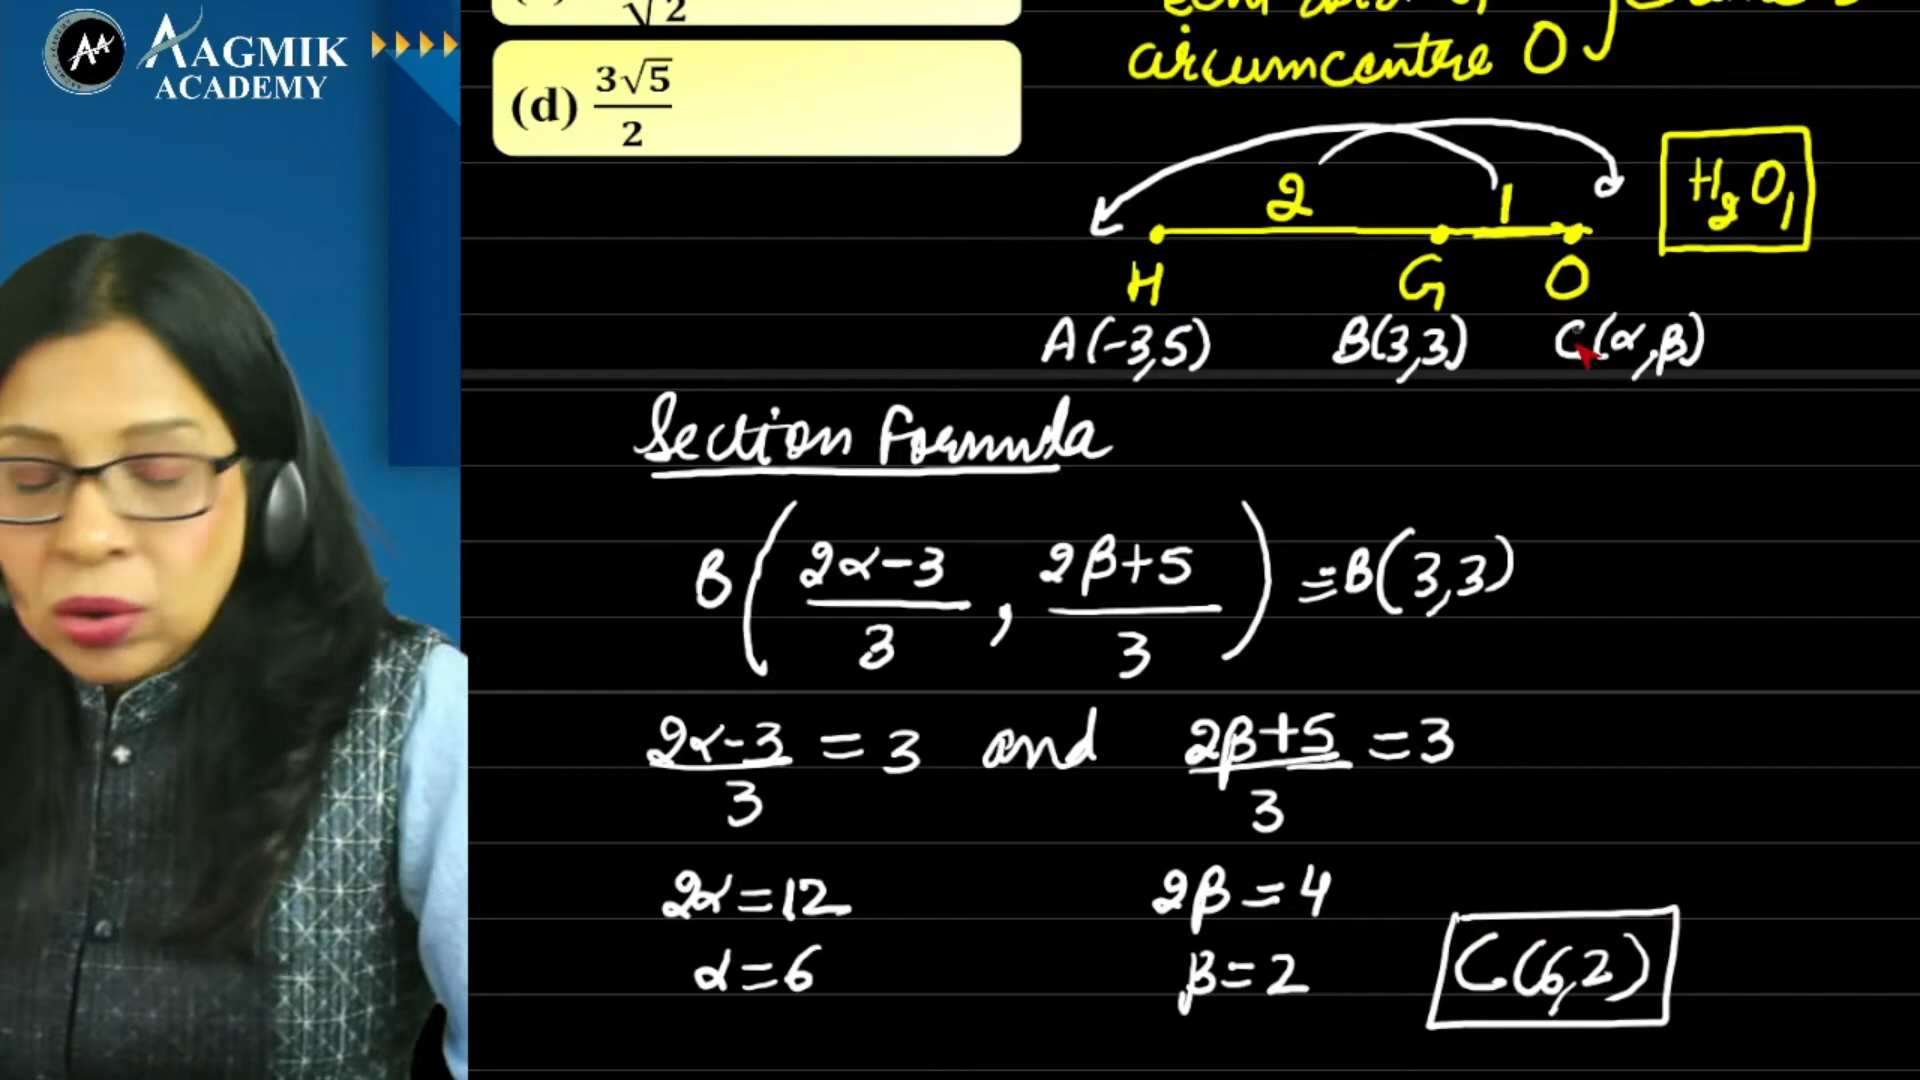 AAGMIK
ACADEMY
√2
(d) 3√5/2
circumcentre O
2 1
H₂O₁
H G O
A(-3,5) B(3,3) C(α,β)
Section Formula
B(2α-3/3, 2β+5/3) ≡ B(3,3)
2α-3/3 = 3 and 2β+5/3 = 3
2α=12 2β=4
α=6 β=2
C(6,2)